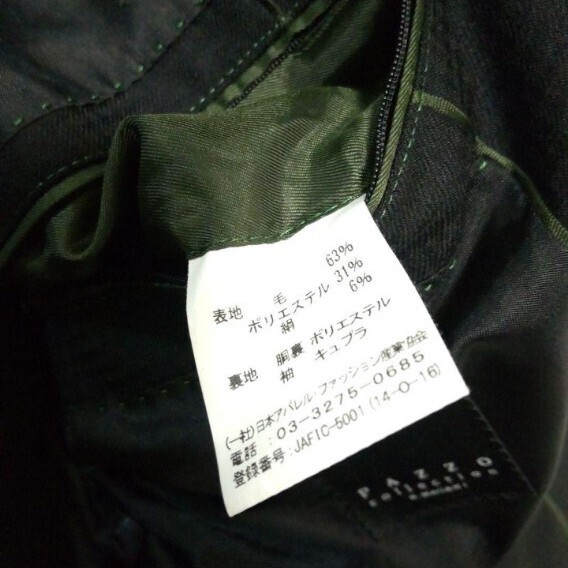 表地 毛 63%
ポリエステル 31%
絹 6%
裏地 胴裏 ポリエステル
袖 キュプラ
(一社)日本アパレル・ファッション産業協会
電話:03-3275-0685
登録番号:JAFIC-5001 (14-0-16)
PAZZO
collection